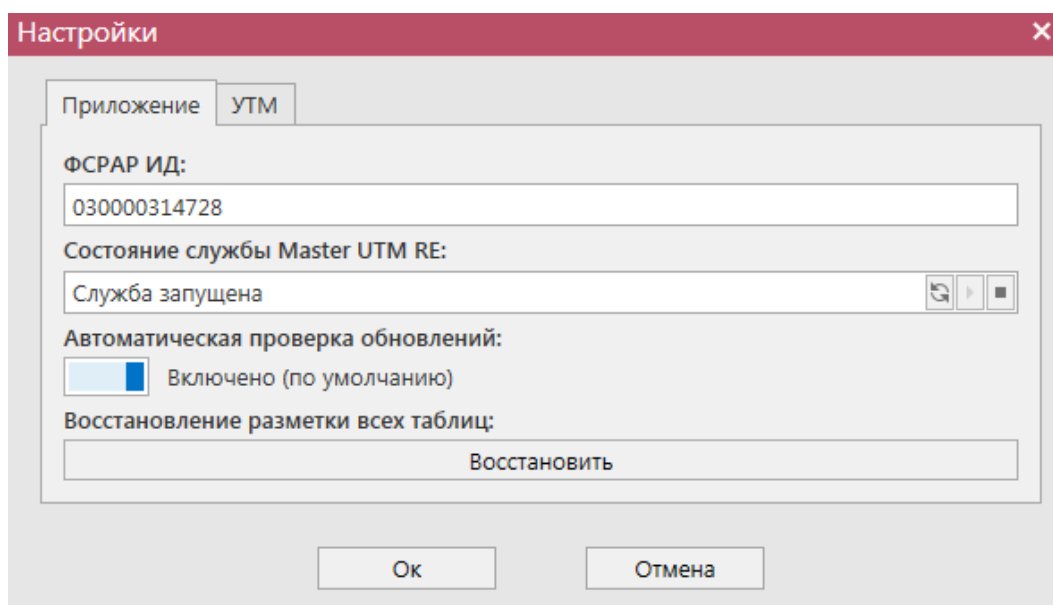 Настройки
Приложение УТМ
ФСРАР ИД:
030000314728
Состояние службы Master UTM RE:
Служба запущена
Автоматическая проверка обновлений:
Включено (по умолчанию)
Восстановление разметки всех таблиц:
Восстановить
Ок Отмена